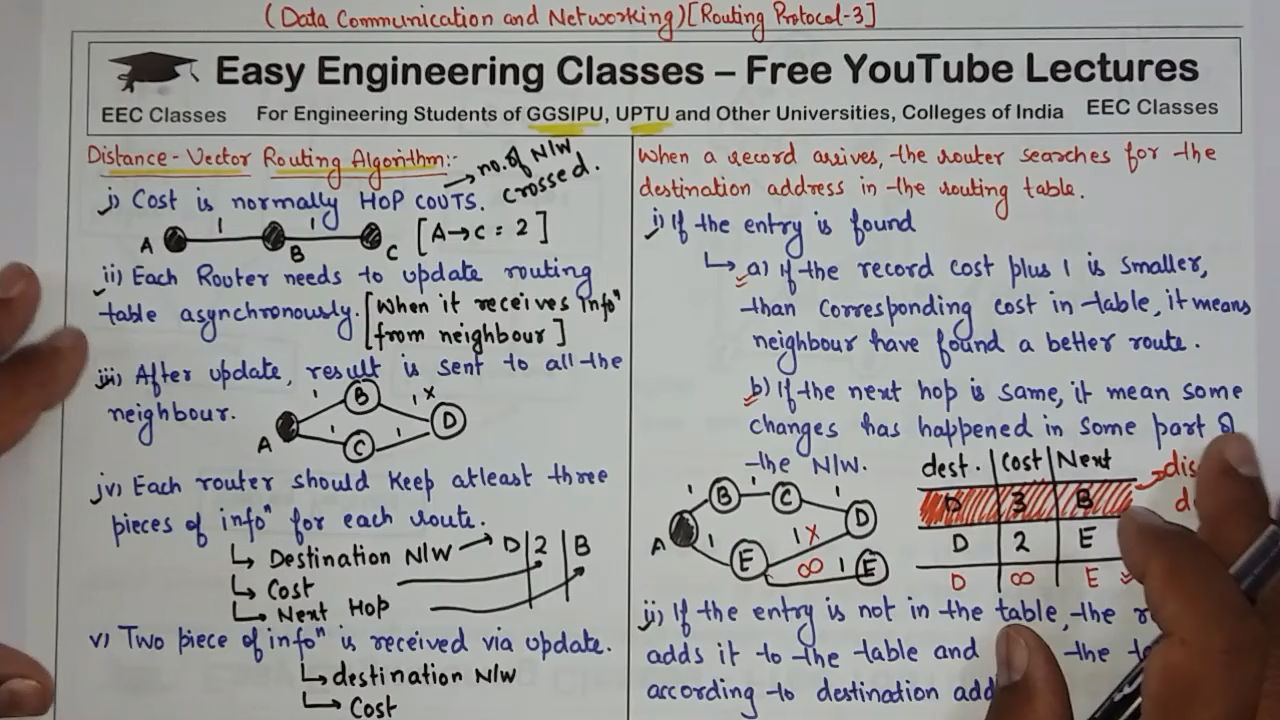 (Data Communication and Networking)[Routing Protocol-3]
Easy Engineering Classes – Free YouTube Lectures
EEC Classes For Engineering Students of GGSIPU, UPTU and Other Universities, Colleges of India EEC Classes
Distance-Vector Routing Algorithm:-
i) Cost is normally HOP COUTS. → no. of N/W crossed.
A 1 B 1 C [A→C = 2]
ii) Each Router needs to update routing
table asynchronously. [When it receives infoⁿ
from neighbour]
iii) After update, result is sent to all the
neighbour.
A 1 B 1 x D
1 C 1
iv) Each router should keep atleast three
pieces of infoⁿ for each route.
↳ Destination N/W → D | 2 | B
↳ Cost
↳ Next Hop
v) Two piece of infoⁿ is received via update.
↳ destination N/W
↳ Cost
When a record arrives, the router searches for the
destination address in the routing table.
i) If the entry is found
↳ a) if the record cost plus 1 is smaller,
than corresponding cost in table, it means
neighbour have found a better route.
b) If the next hop is same, it mean some
changes has happened in some part
the N/W.
A 1 B 1 C 1 D
1 E 1 x
∞ 1 E
dest. | Cost | Next
D | 3 | B
D | 2 | E
D | ∞ | E
ii) If the entry is not in the table, the
adds it to the table and the
according to destination